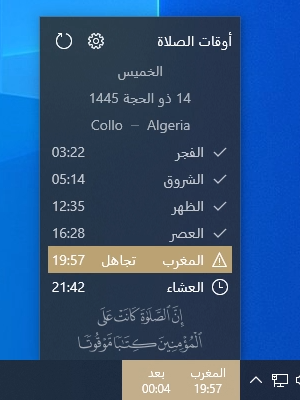 أوقات الصلاة
الخميس
14 ذو الحجة 1445
Collo – Algeria
الفجر 03:22
الشروق 05:14
الظهر 12:35
العصر 16:28
المغرب تجاهل 19:57
العشاء 21:42
إِنَّ الصَّلَاةَ كَانَتْ عَلَى
الْمُؤْمِنِينَ كِتَابًا مَوْقُوتًا
المغرب بعد
19:57 00:04